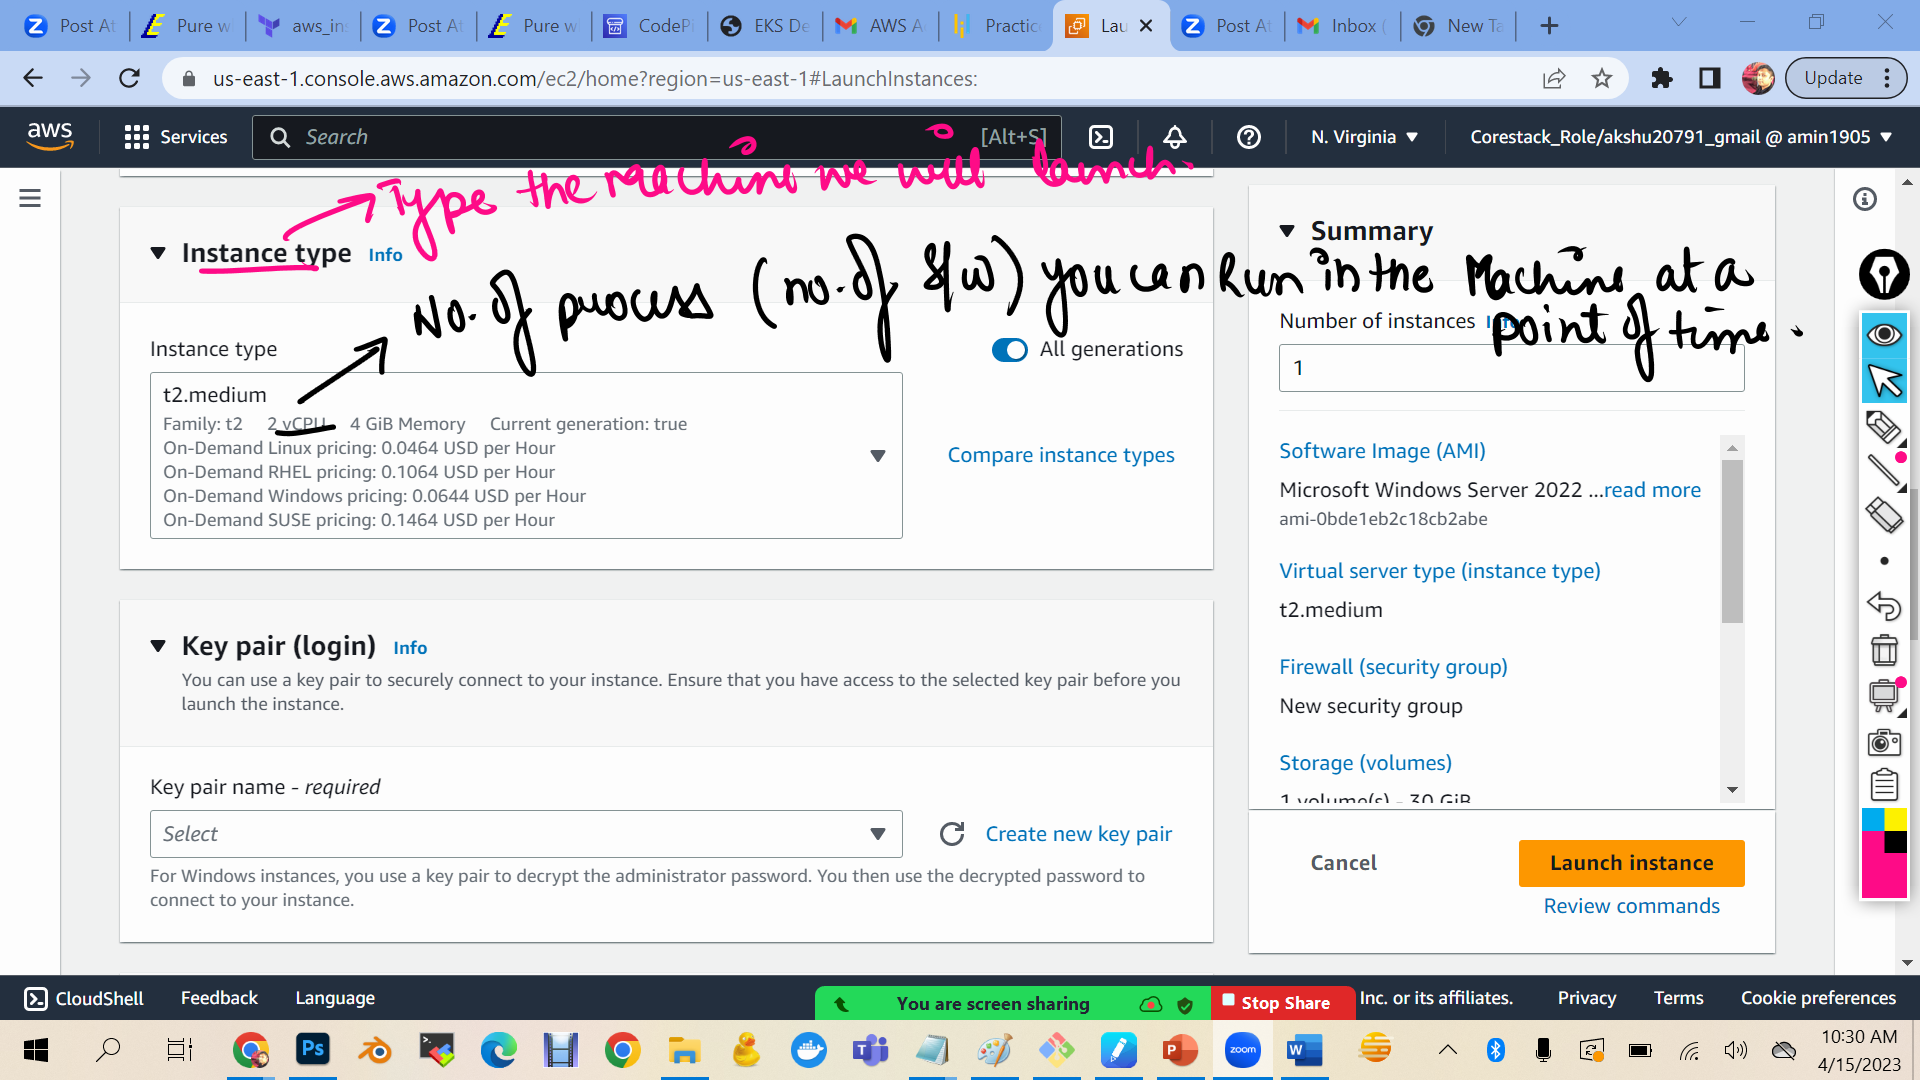 Post At
Pure w
aws_in
Post At
Pure w
CodePi
EKS De
AWS A
Practice
Lau
Post At
Inbox (
New Ta
us-east-1.console.aws.amazon.com/ec2/home?region=us-east-1#LaunchInstances:
Update
aws
Services
Search
[Alt+S]
N. Virginia
Corestack_Role/akshu20791_gmail @ amin1905
Type the machine we will launch.
Instance type Info
No. of process (no. of S/W) you can Run in the Machine at a
point of time.
Instance type
All generations
t2.medium
Family: t2 2 vCPU 4 GiB Memory Current generation: true
On-Demand Linux pricing: 0.0464 USD per Hour
On-Demand RHEL pricing: 0.1064 USD per Hour
On-Demand Windows pricing: 0.0644 USD per Hour
On-Demand SUSE pricing: 0.1464 USD per Hour
Compare instance types
Key pair (login) Info
You can use a key pair to securely connect to your instance. Ensure that you have access to the selected key pair before you
launch the instance.
Key pair name - required
Select
Create new key pair
For Windows instances, you use a key pair to decrypt the administrator password. You then use the decrypted password to
connect to your instance.
Summary
Number of instances Info
1
Software Image (AMI)
Microsoft Windows Server 2022 ...read more
ami-0bde1eb2c18cb2abe
Virtual server type (instance type)
t2.medium
Firewall (security group)
New security group
Storage (volumes)
1 volume(s) - 30 GiB
Cancel
Launch instance
Review commands
CloudShell
Feedback
Language
You are screen sharing
Stop Share
Inc. or its affiliates.
Privacy
Terms
Cookie preferences
Ps
zoom
W
10:30 AM
4/15/2023